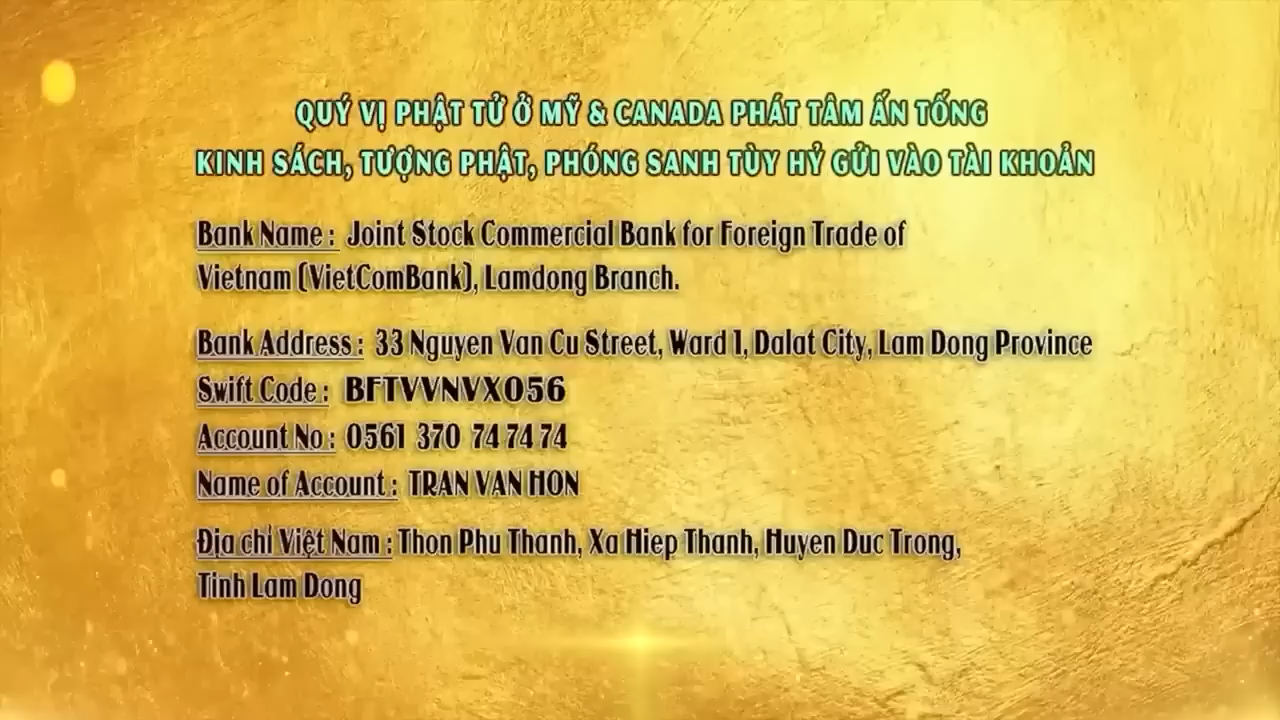 QUÝ VỊ PHẬT TỬ Ở MỸ & CANADA PHÁT TÂM ẤN TỐNG
KINH SÁCH, TƯỢNG PHẬT, PHÓNG SANH TÙY HỶ GỬI VÀO TÀI KHOẢN
Bank Name : Joint Stock Commercial Bank for Foreign Trade of
Vietnam (VietComBank), Lamdong Branch.
Bank Address : 33 Nguyen Van Cu Street, Ward 1, Dalat City, Lam Dong Province
Swift Code : BFTVVNVX056
Account No : 0561 370 74 74 74
Name of Account : TRAN VAN HON
Địa chỉ Việt Nam : Thon Phu Thanh, Xa Hiep Thanh, Huyen Duc Trong,
Tinh Lam Dong